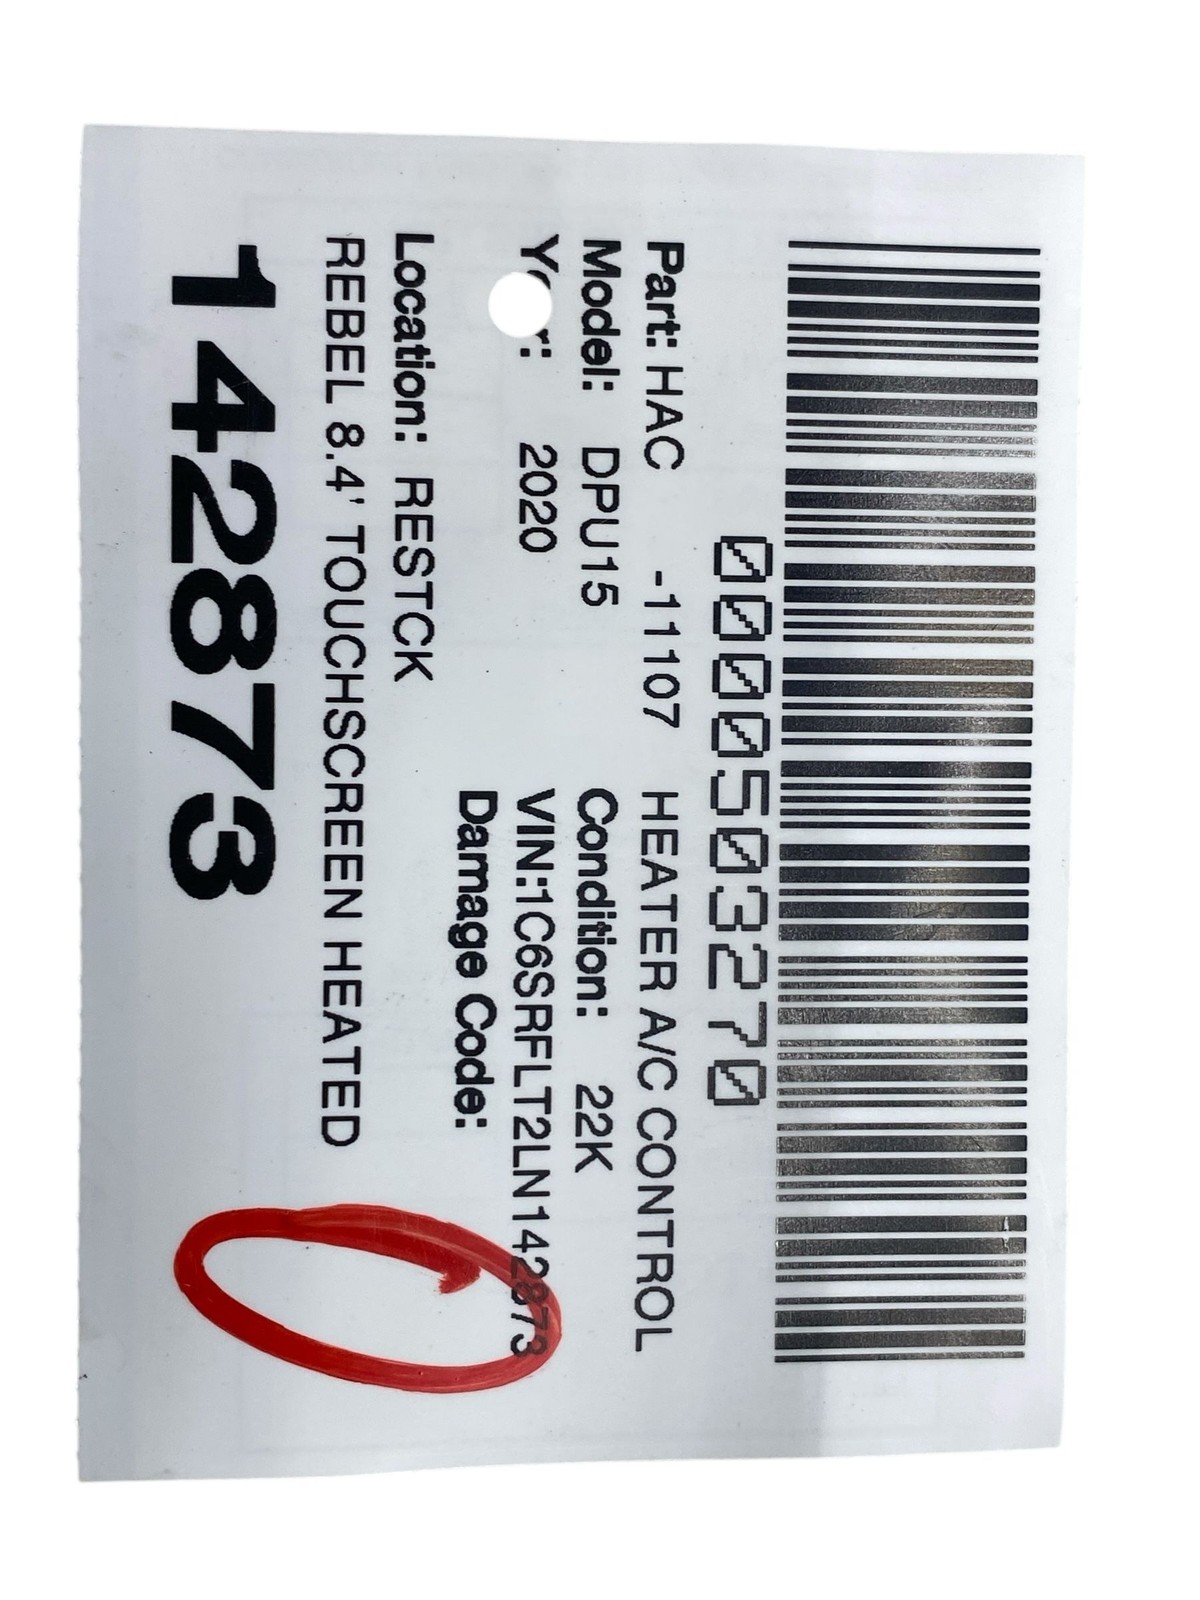 0000503270
Part: HAC -11107 HEATER A/C CONTROL
Model: DPU15 Condition: 22K
Year: 2020 VIN:1C6SRFLT2LN142873
Damage Code:
Location: RESTCK
REBEL 8.4' TOUCHSCREEN HEATED
142873